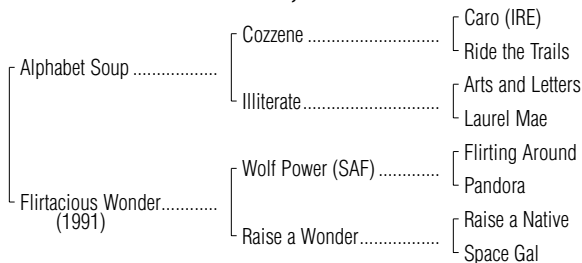 Caro (IRE)
Cozzene ..............................
Ride the Trails
Alphabet Soup ...................
Arts and Letters
Illiterate...............................
Laurel Mae
Flirting Around
Wolf Power (SAF) ..............
Pandora
Flirtacious Wonder.............
(1991)
Raise a Native
Raise a Wonder..................
Space Gal